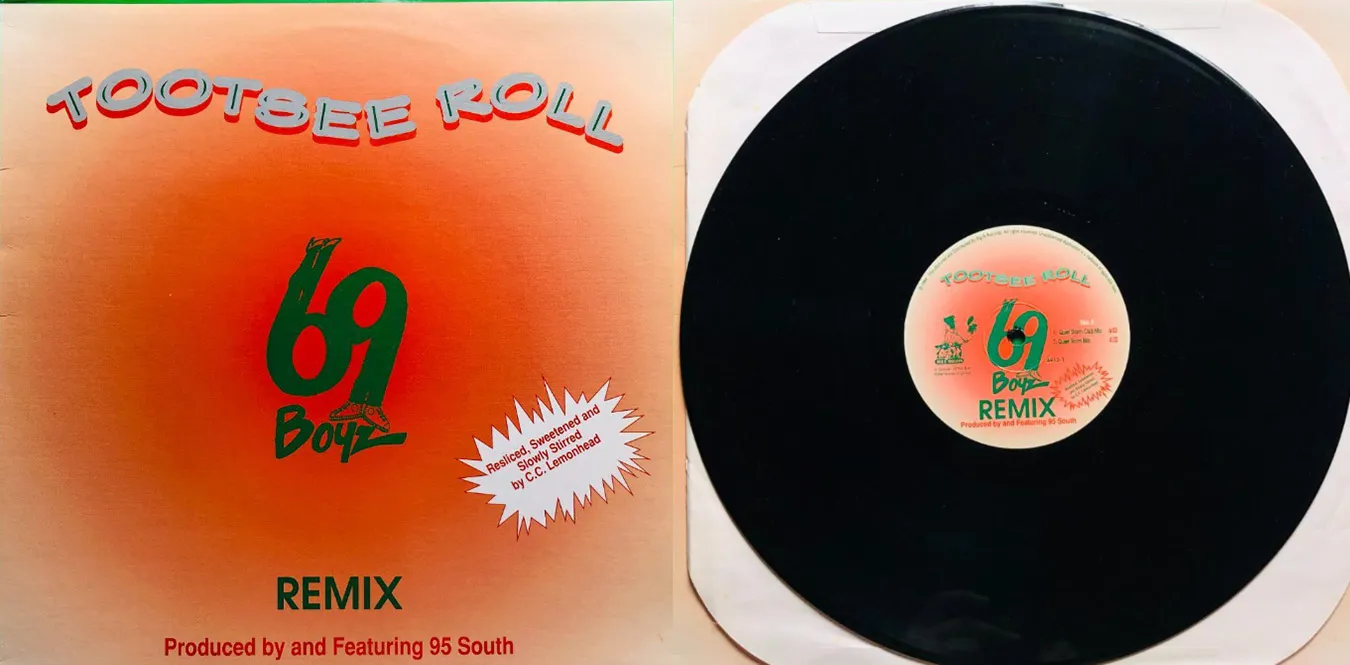 TOOTSEE ROLL
69
Boyz
Resliced, Sweetened and
Slowly Stirred
by C.C. Lemonhead
REMIX
Produced by and Featuring 95 South
TOOTSEE ROLL
69
Boyz
REMIX
Produced by and Featuring 95 South